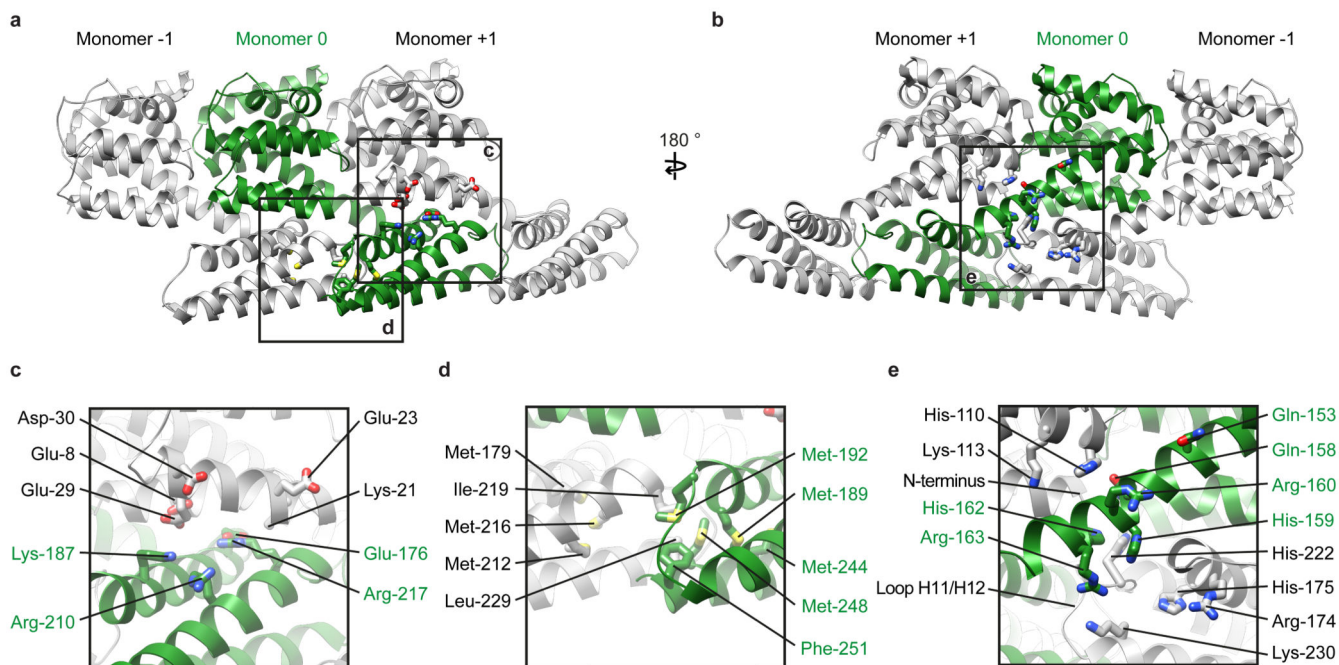 a
Monomer -1
Monomer 0
Monomer +1
c
d
180 °
b
Monomer +1
Monomer 0
Monomer -1
e
c
Asp-30
Glu-8
Glu-29
Lys-187
Arg-210
Glu-23
Lys-21
Glu-176
Arg-217
d
Met-179
Ile-219
Met-216
Met-212
Leu-229
Met-192
Met-189
Met-244
Met-248
Phe-251
e
His-110
Lys-113
N-terminus
His-162
Arg-163
Loop H11/H12
Gln-153
Gln-158
Arg-160
His-159
His-222
His-175
Arg-174
Lys-230